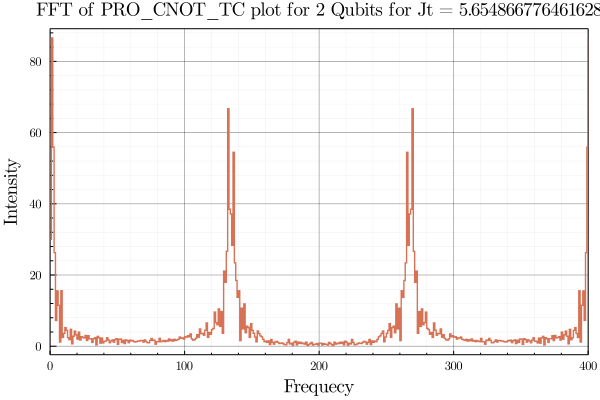 FFT of PRO_CNOT_TC plot for 2 Qubits for Jt = 5.654866776461628
Intensity
80
60
40
20
0
0 100 200 300 400
Frequecy